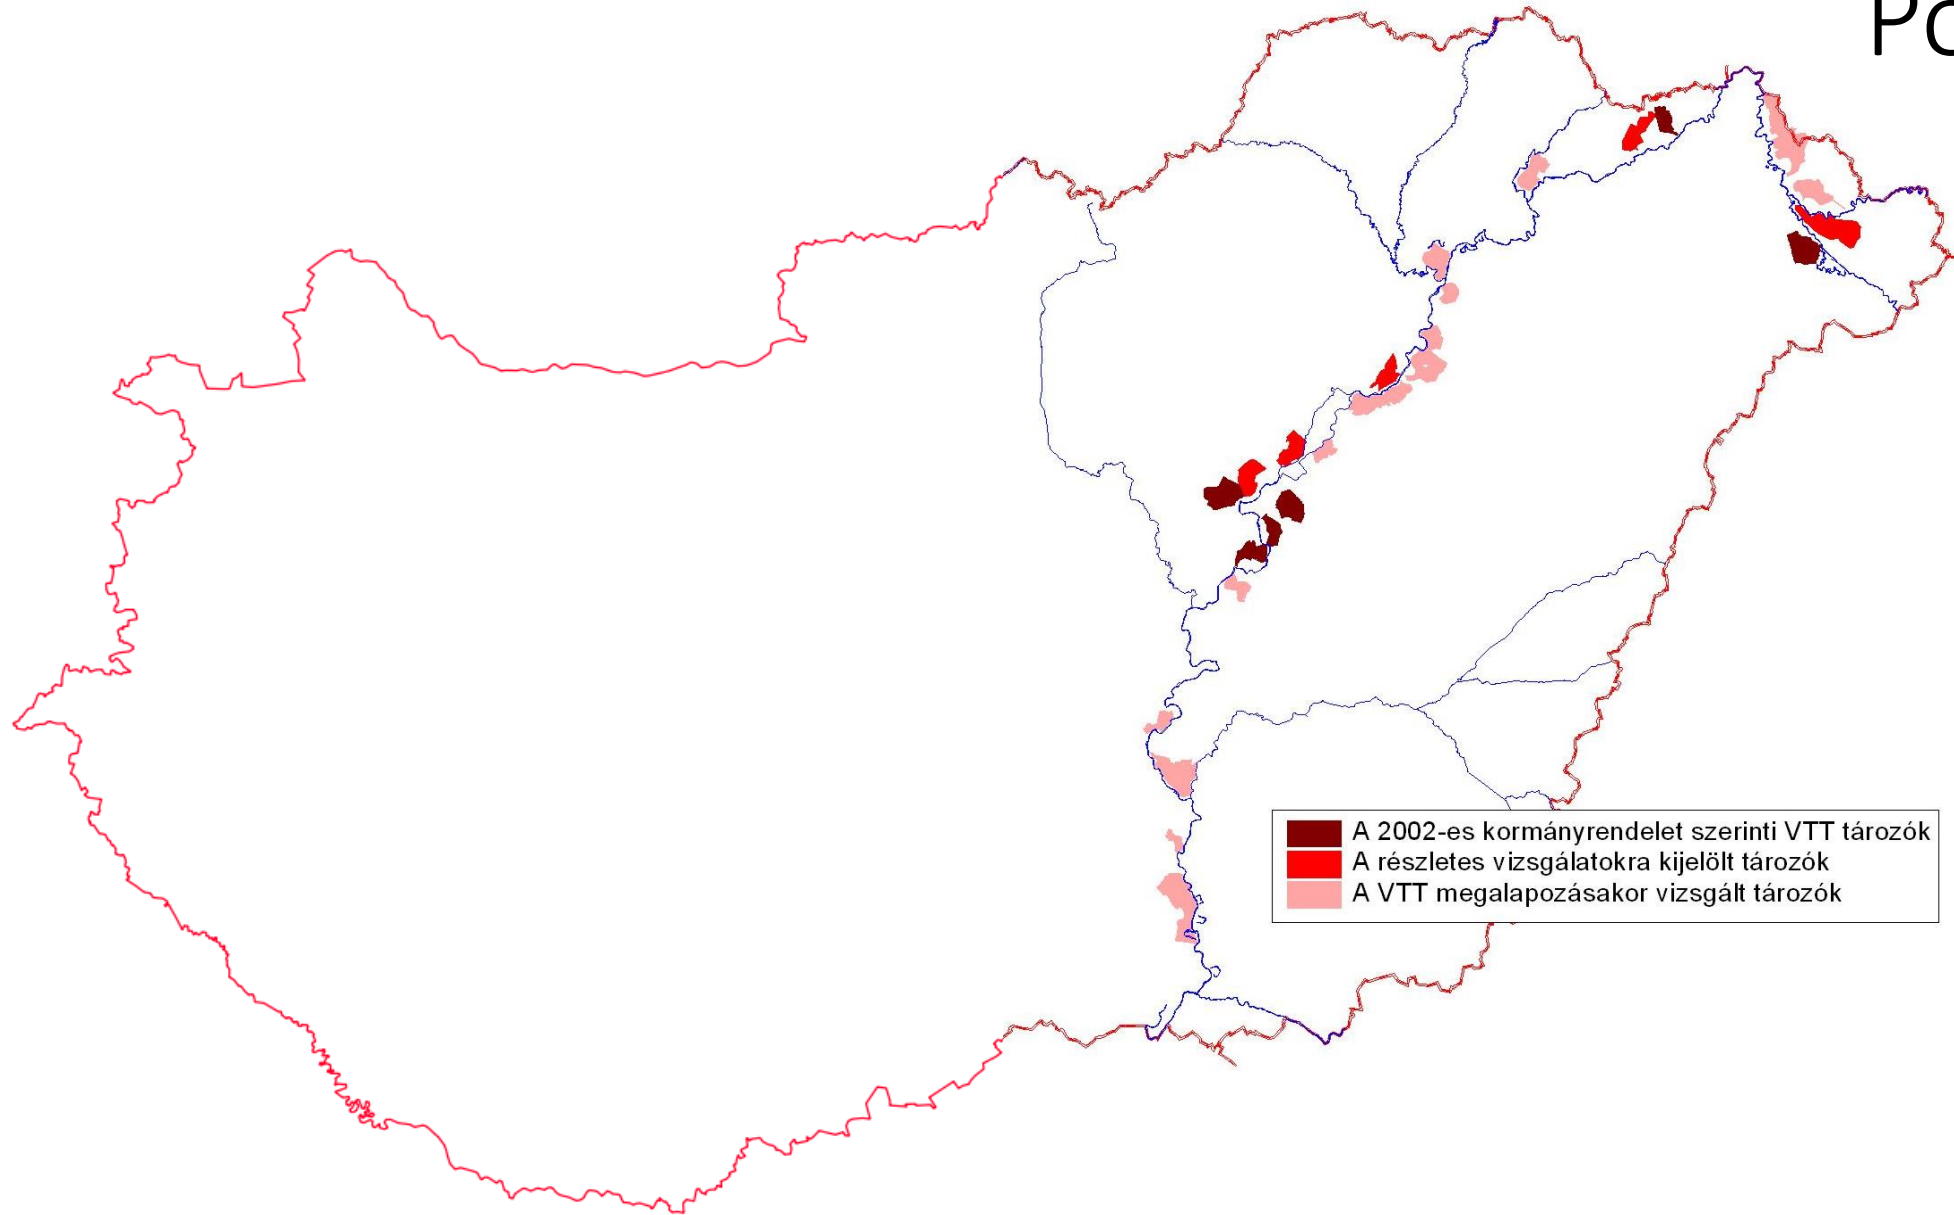 A 2002-es kormányrendelet szerinti VTT tározók
A részletes vizsgálatokra kijelölt tározók
A VTT megalapozásakor vizsgált tározók